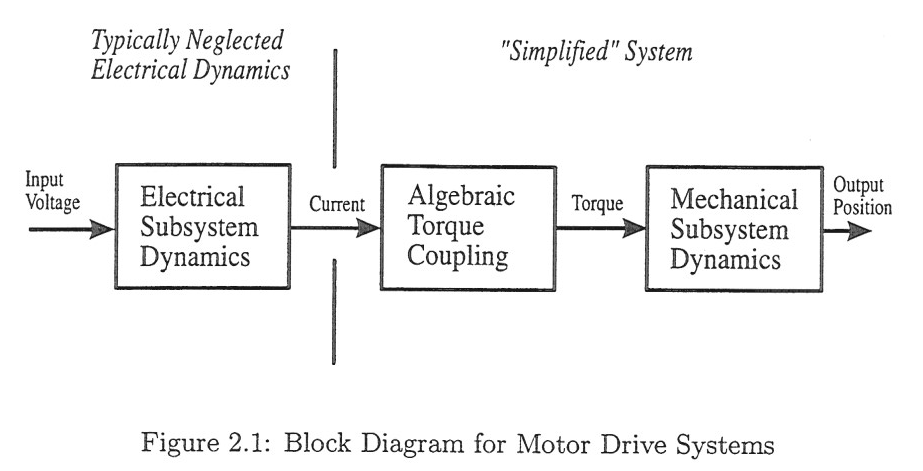 Typically Neglected
Electrical Dynamics
"Simplified" System
Input
Voltage
Electrical
Subsystem
Dynamics
Current
Algebraic
Torque
Coupling
Torque
Mechanical
Subsystem
Dynamics
Output
Position
Figure 2.1: Block Diagram for Motor Drive Systems